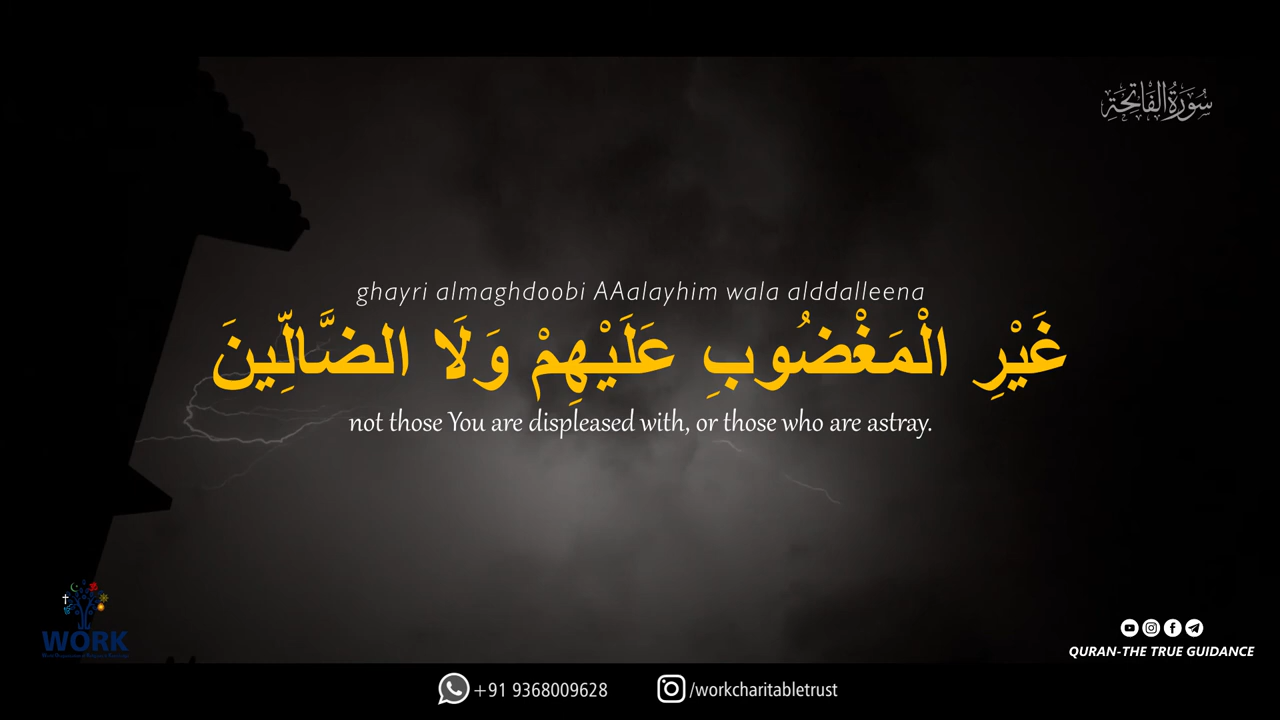 سُورَةُ الْفَاتِحَةِ
ghayri almaghdoobi AAalayhim wala alddalleena
غَيْرِ الْمَغْضُوبِ عَلَيْهِمْ وَلَا الضَّالِّينَ
not those You are displeased with, or those who are astray.
WORK
QURAN-THE TRUE GUIDANCE
+91 9368009628
/workcharitabletrust